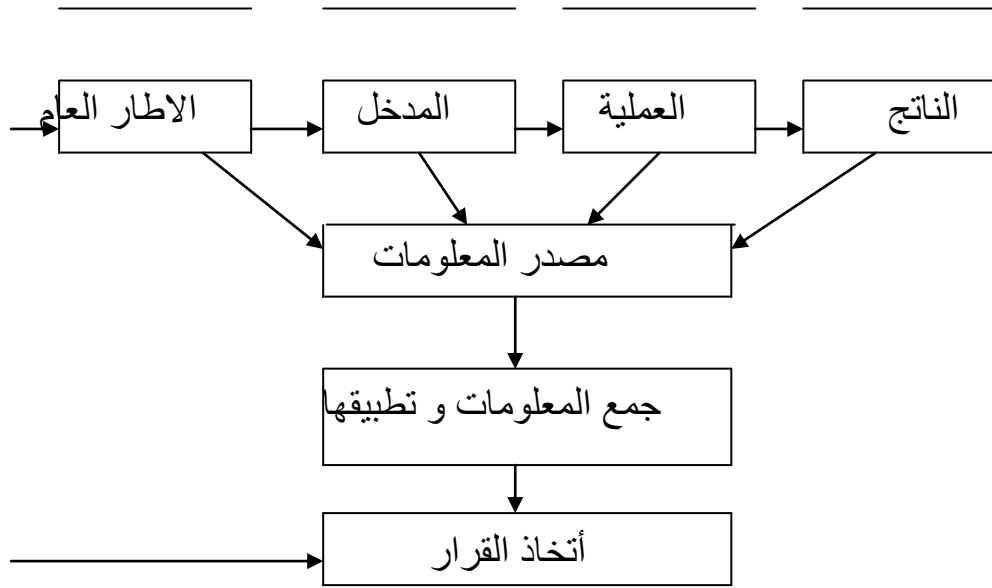 الاطار العام
المدخل
العملية
الناتج
مصدر المعلومات
جمع المعلومات و تطبيقها
أتخاذ القرار